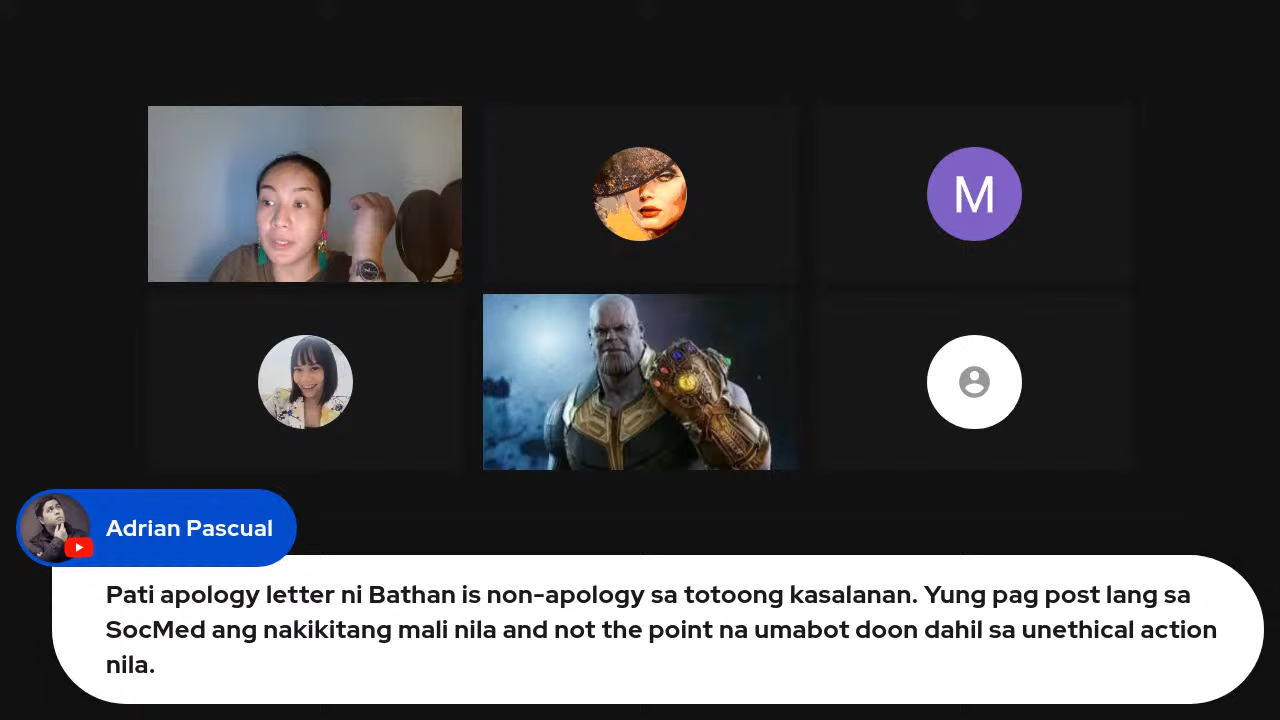 M
Adrian Pascual
Pati apology letter ni Bathan is non-apology sa totoong kasalanan. Yung pag post lang sa
SocMed ang nakikitang mali nila and not the point na umabot doon dahil sa unethical action
nila.